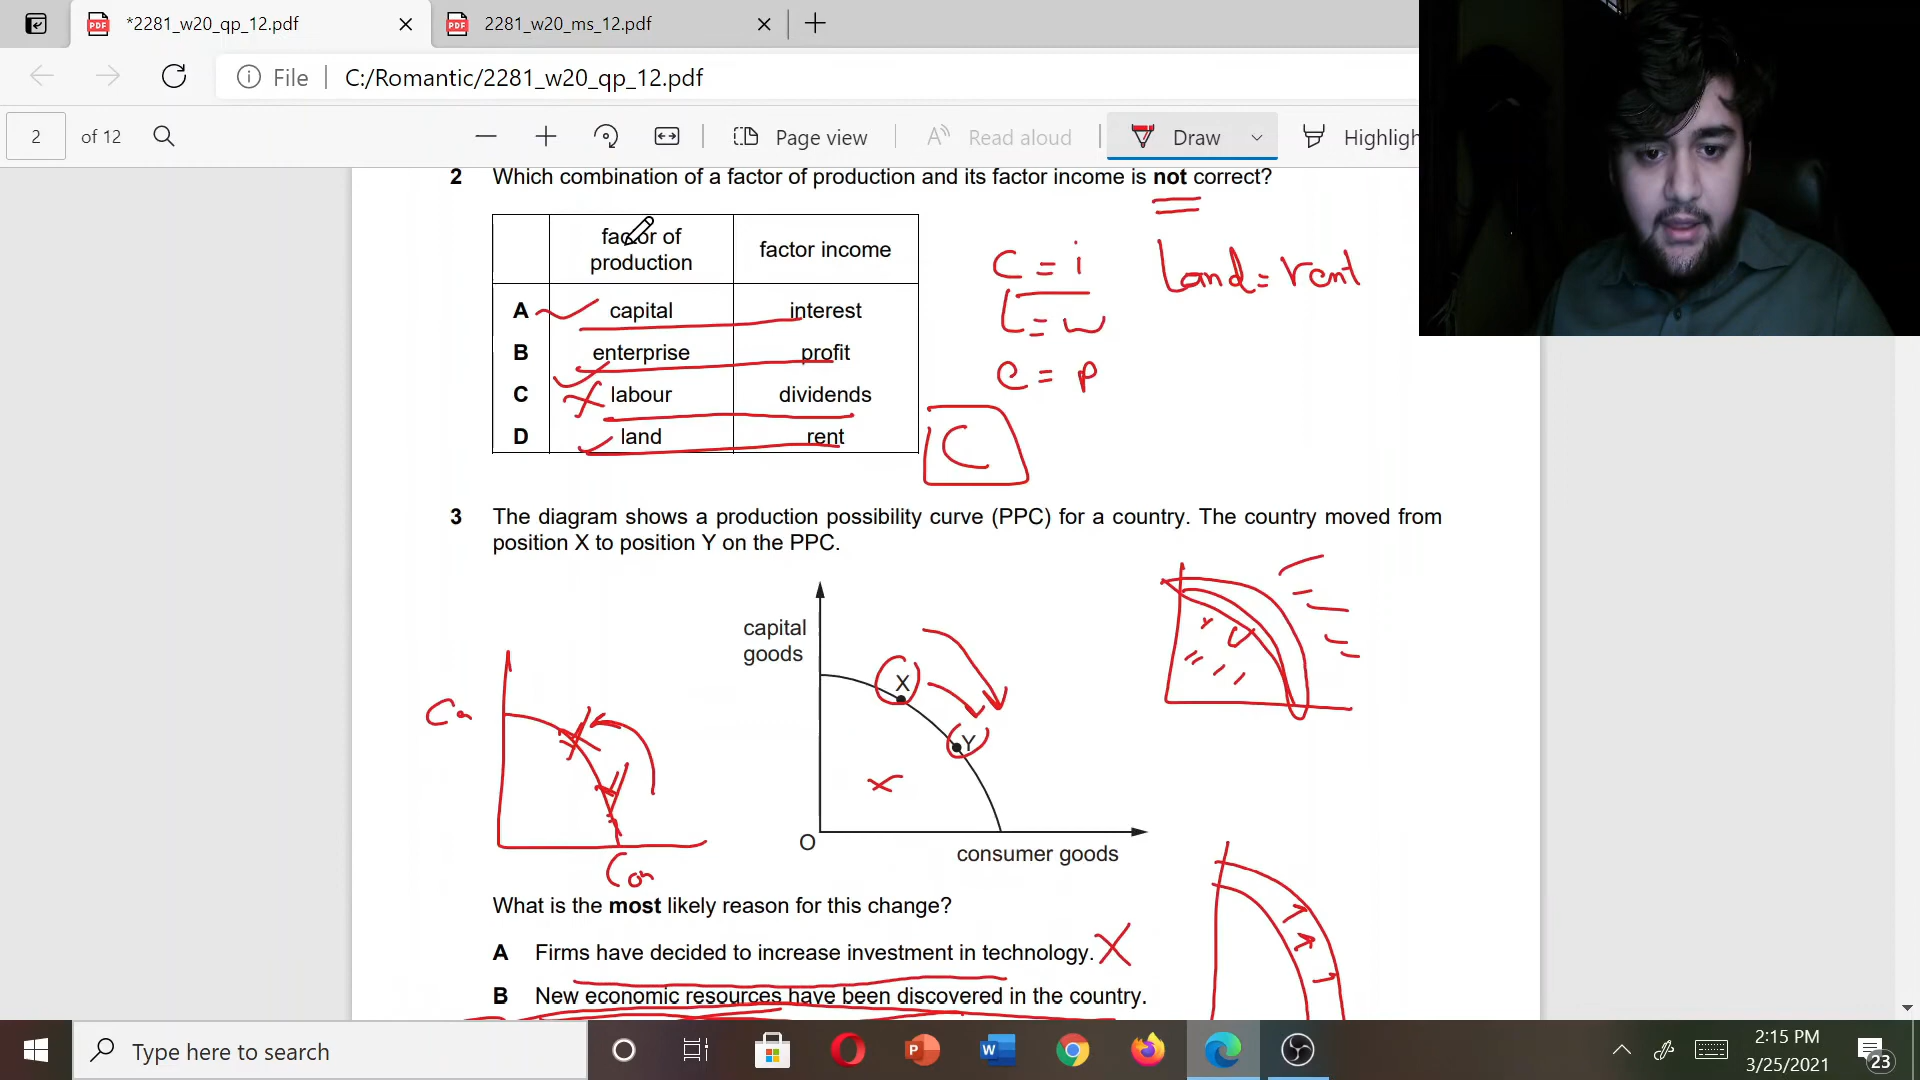 *2281_w20_qp_12.pdf
2281_w20_ms_12.pdf
File
C:/Romantic/2281_w20_qp_12.pdf
2 of 12
Page view
Read aloud
Draw
Highligh
2 Which combination of a factor of production and its factor income is not correct?
factor of production
factor income
A capital interest
B enterprise profit
C labour dividends
D land rent
C = i
L = w
e = p
Land = rent
C
3 The diagram shows a production possibility curve (PPC) for a country. The country moved from
position X to position Y on the PPC.
capital
goods
X
Y
O
consumer goods
Ca
Con
What is the most likely reason for this change?
A Firms have decided to increase investment in technology.
B New economic resources have been discovered in the country.
Type here to search
2:15 PM
3/25/2021
23